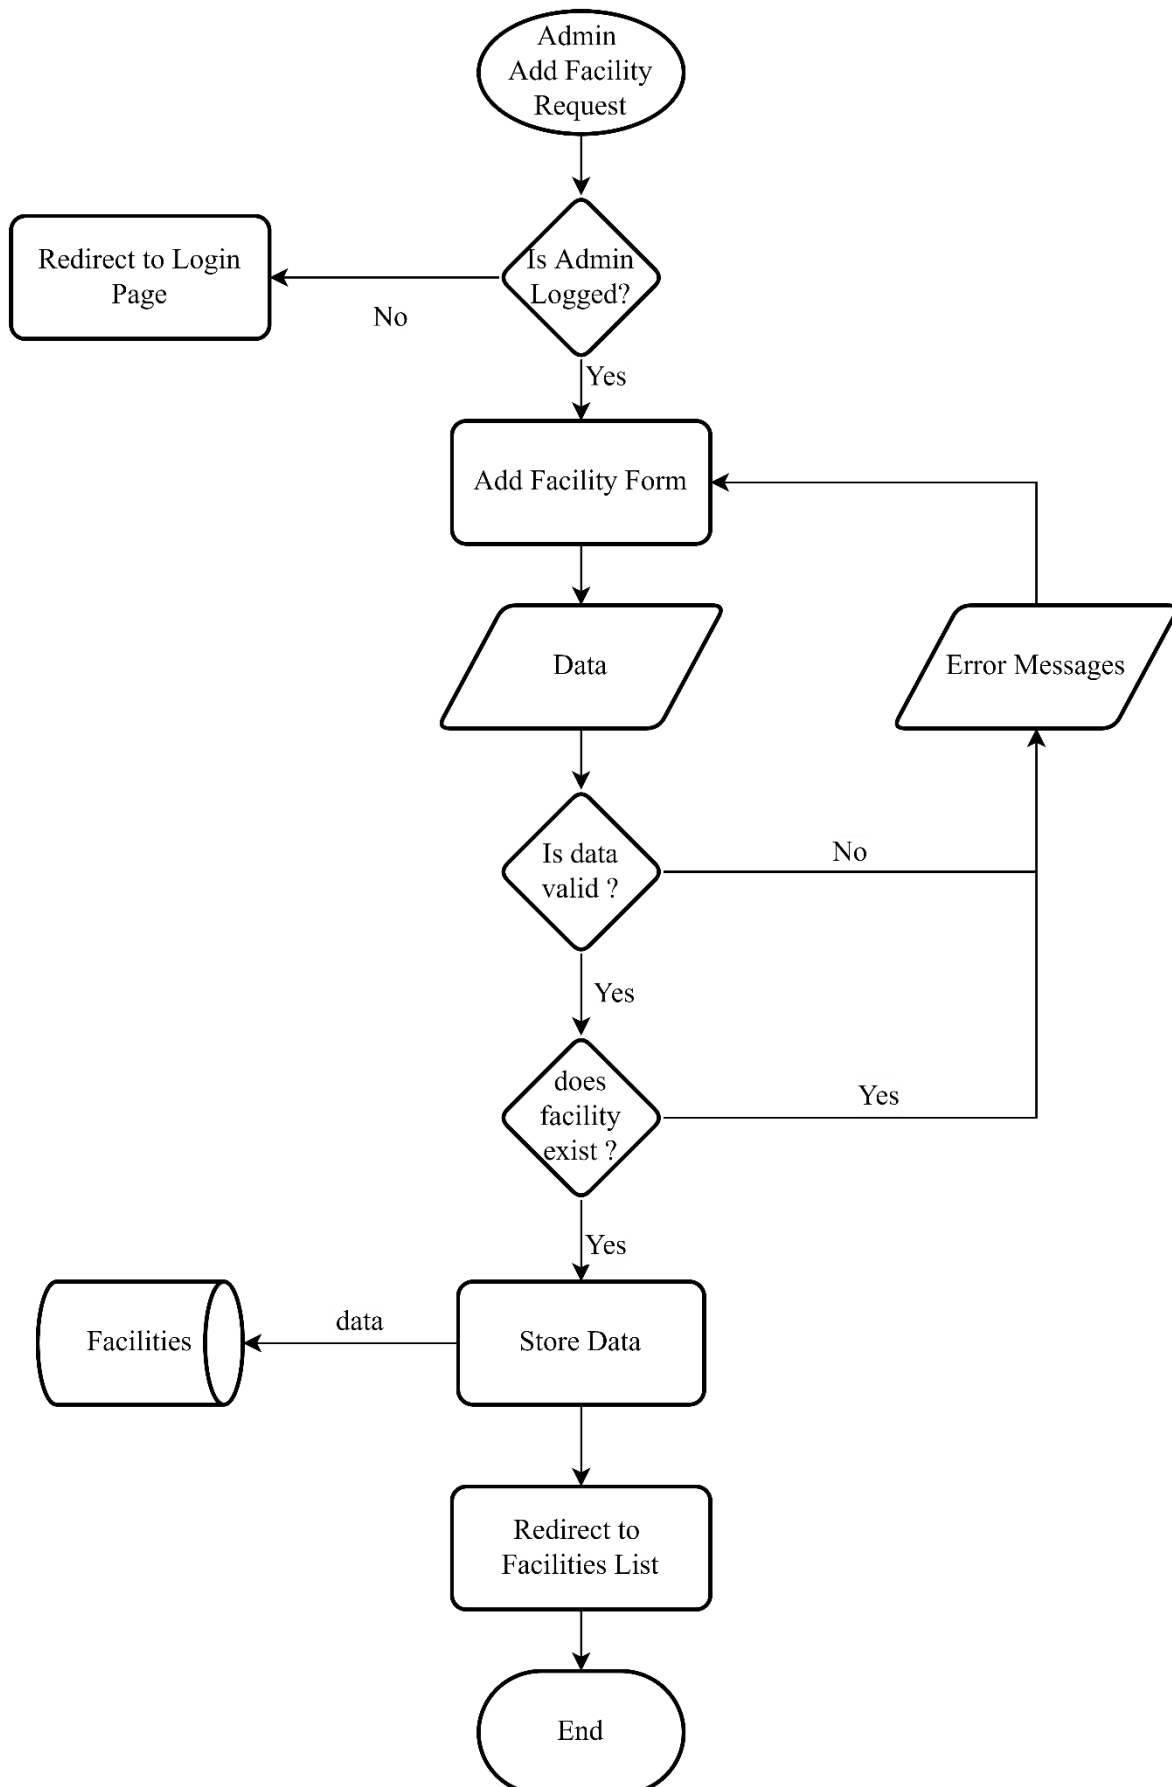 Admin
Add Facility
Request
Is Admin
Logged?
Redirect to Login
Page
No
Yes
Add Facility Form
Data
Error Messages
Is data
valid ?
No
Yes
does
facility
exist ?
Yes
Yes
Facilities
data
Store Data
Redirect to
Facilities List
End